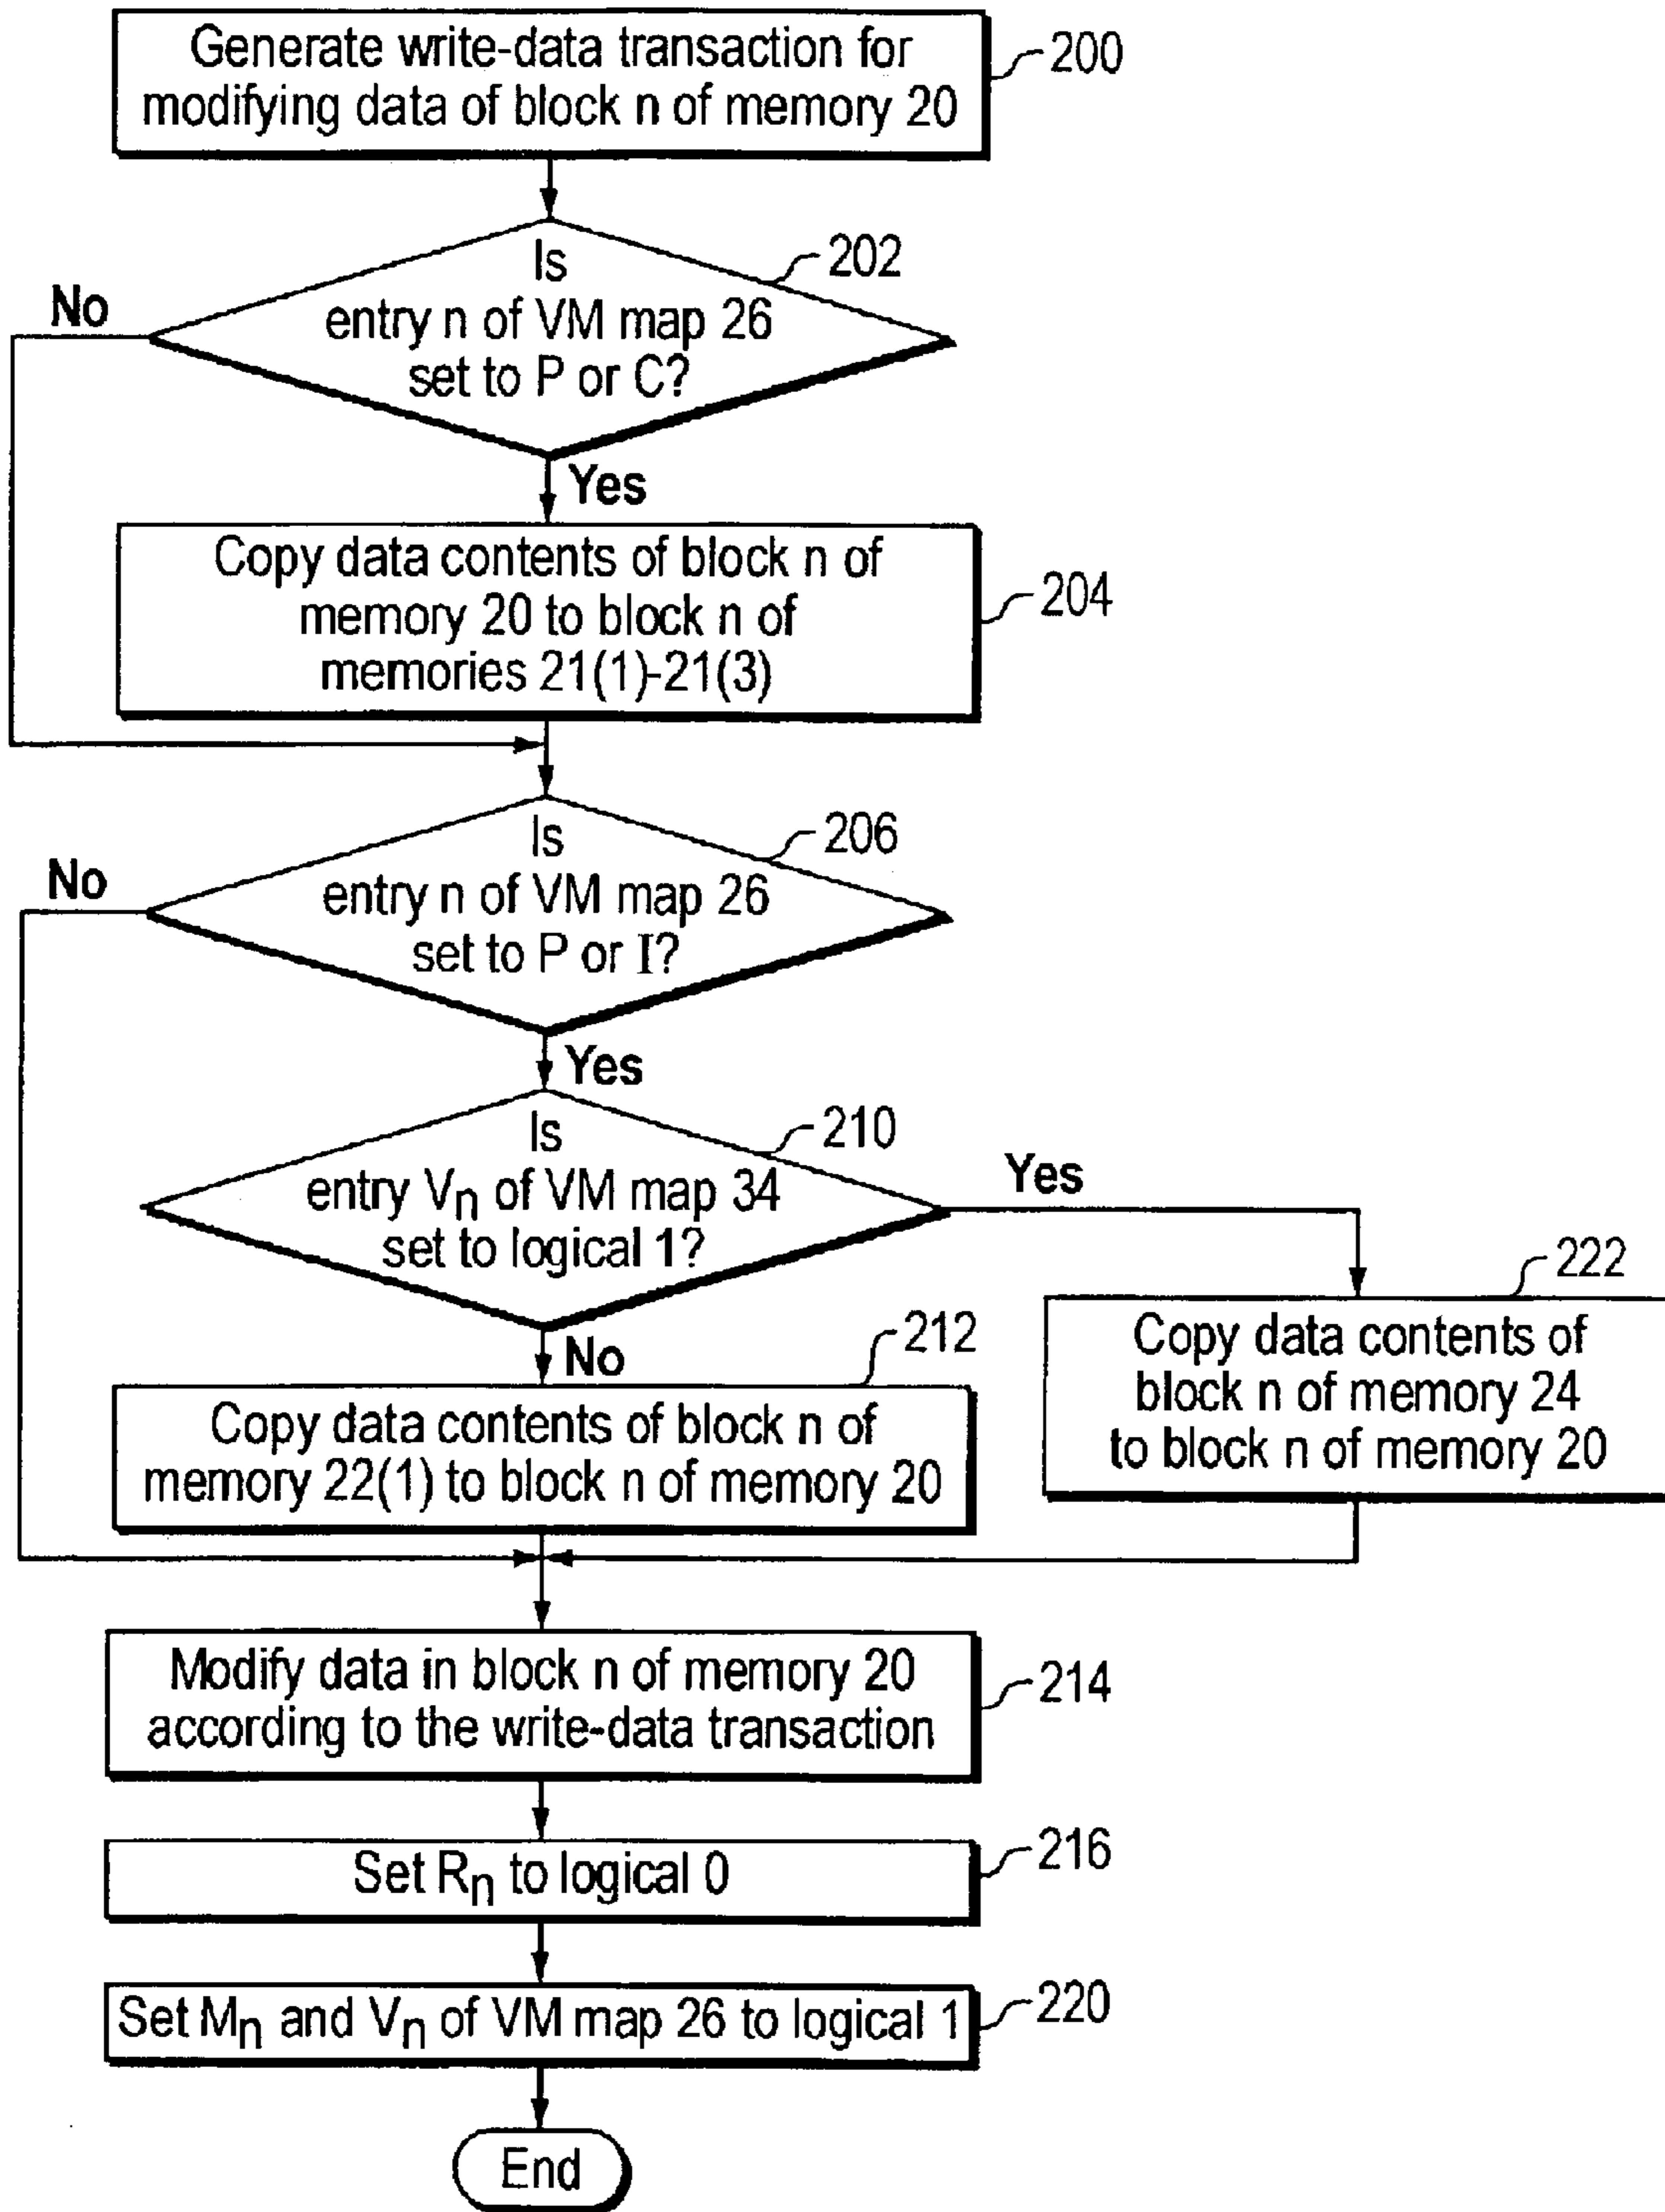 Generate write-data transaction for
modifying data of block n of memory 20
200
Is
entry n of VM map 26
set to P or C?
202
No
Yes
Copy data contents of block n of
memory 20 to block n of
memories 21(1)-21(3)
204
Is
entry n of VM map 26
set to P or I?
206
No
Yes
Is
entry Vn of VM map 34
set to logical 1?
210
Yes
No
222
Copy data contents of
block n of memory 24
to block n of memory 20
212
Copy data contents of block n of
memory 22(1) to block n of memory 20
Modify data in block n of memory 20
according to the write-data transaction
214
Set Rn to logical 0
216
Set Mn and Vn of VM map 26 to logical 1
220
End